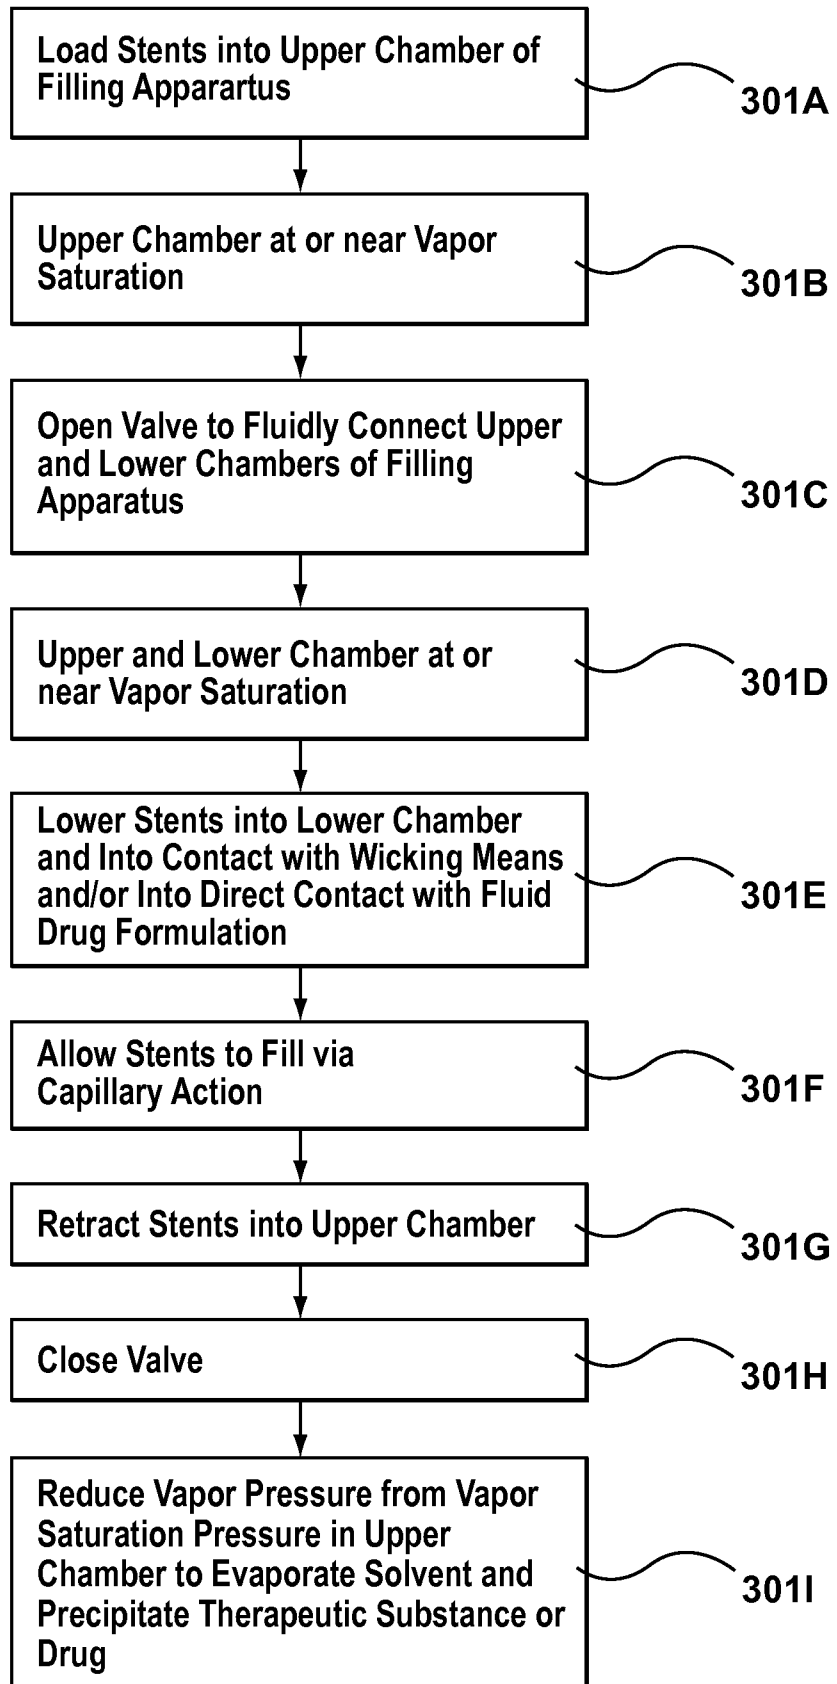 Load Stents into Upper Chamber of
Filling Apparartus
301A
Upper Chamber at or near Vapor
Saturation
301B
Open Valve to Fluidly Connect Upper
and Lower Chambers of Filling
Apparatus
301C
Upper and Lower Chamber at or
near Vapor Saturation
301D
Lower Stents into Lower Chamber
and Into Contact with Wicking Means
and/or Into Direct Contact with Fluid
Drug Formulation
301E
Allow Stents to Fill via
Capillary Action
301F
Retract Stents into Upper Chamber
301G
Close Valve
301H
Reduce Vapor Pressure from Vapor
Saturation Pressure in Upper
Chamber to Evaporate Solvent and
Precipitate Therapeutic Substance or
Drug
301I